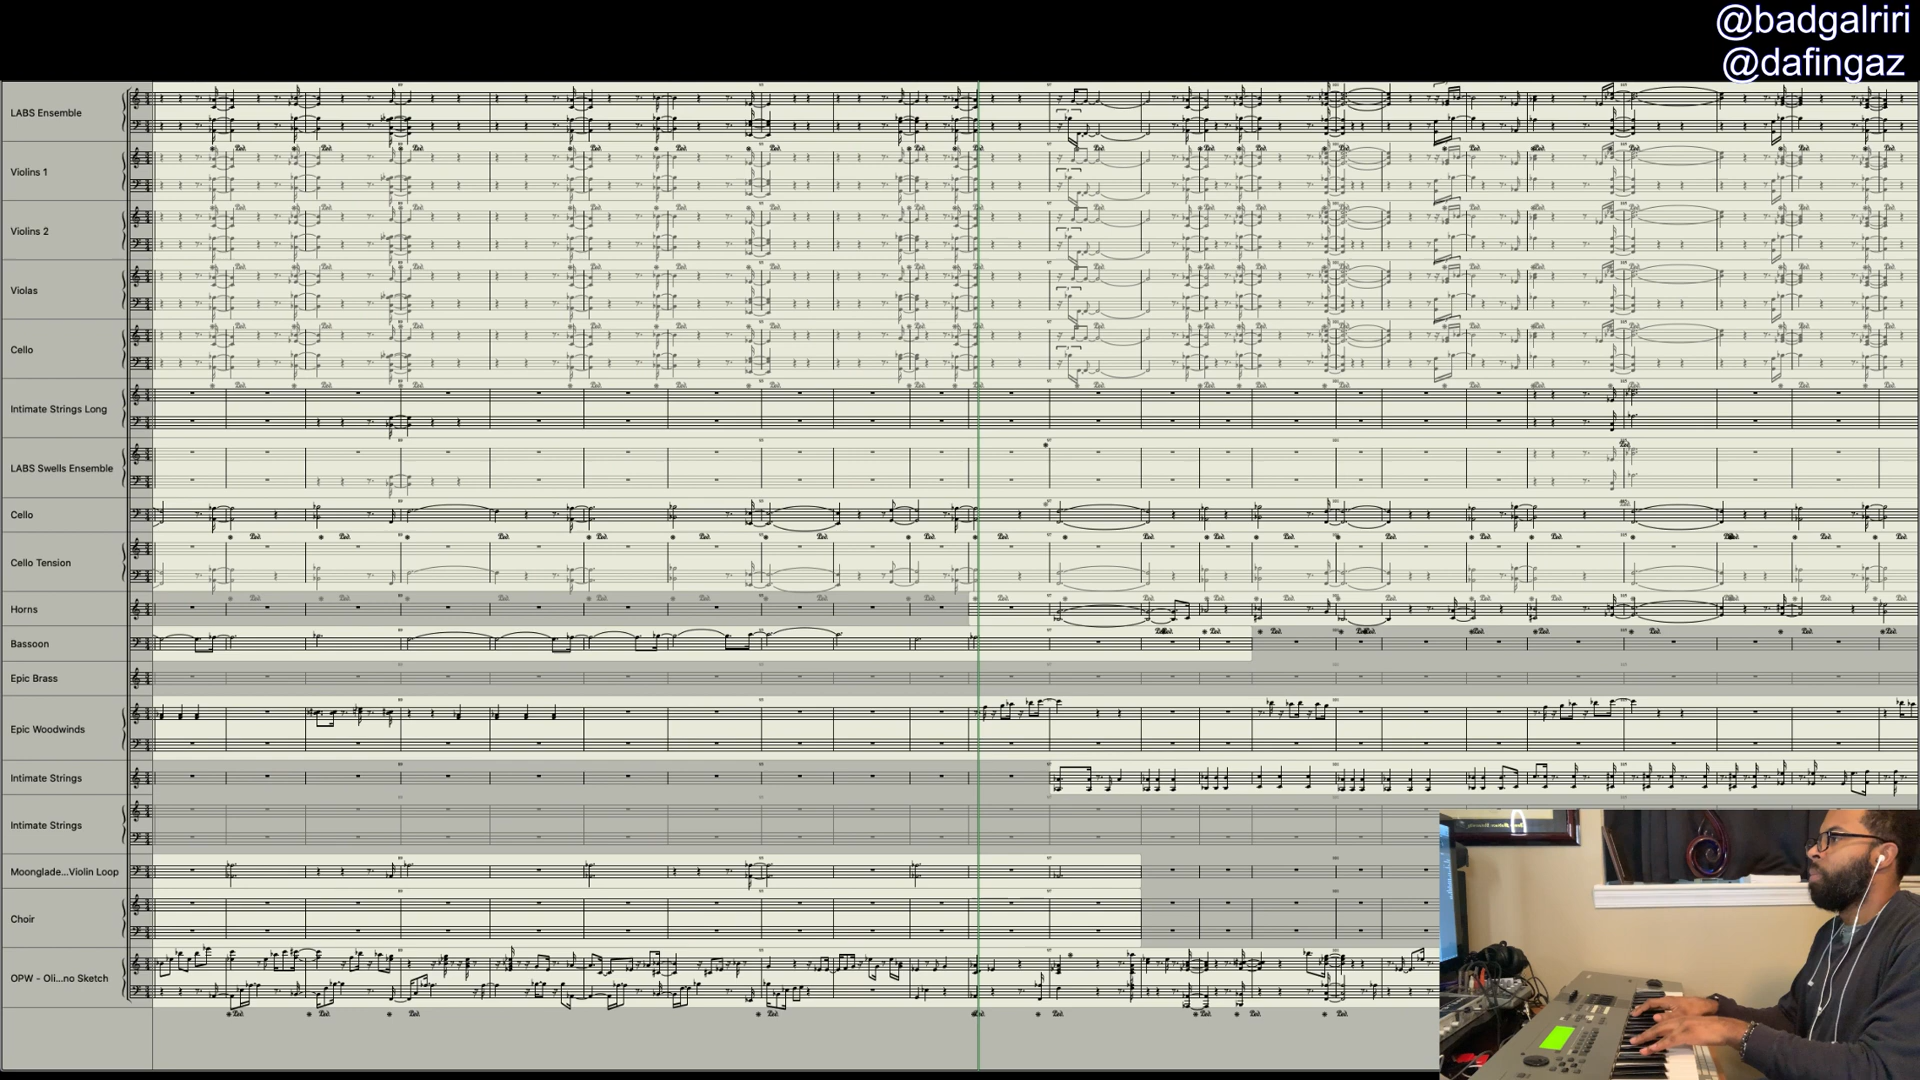 @badgalriri
@dafingaz
LABS Ensemble
Violins 1
Violins 2
Violas
Cello
Intimate Strings Long
LABS Swells Ensemble
Cello
Cello Tension
Horns
Bassoon
Epic Brass
Epic Woodwinds
Intimate Strings
Intimate Strings
Moonglade...Violin Loop
Choir
OPW - Oli...no Sketch